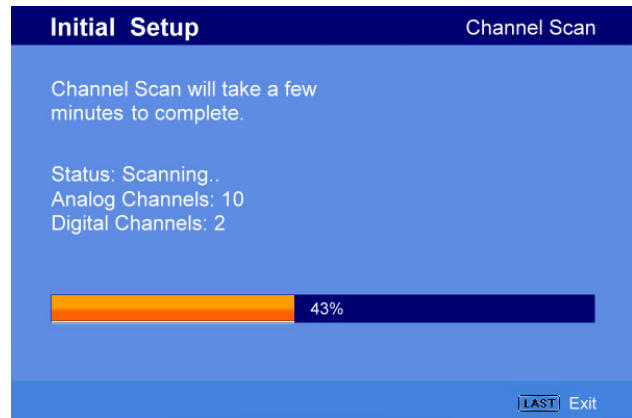 Initial Setup
Channel Scan
Channel Scan will take a few
minutes to complete.
Status: Scanning..
Analog Channels: 10
Digital Channels: 2
43%
LAST Exit